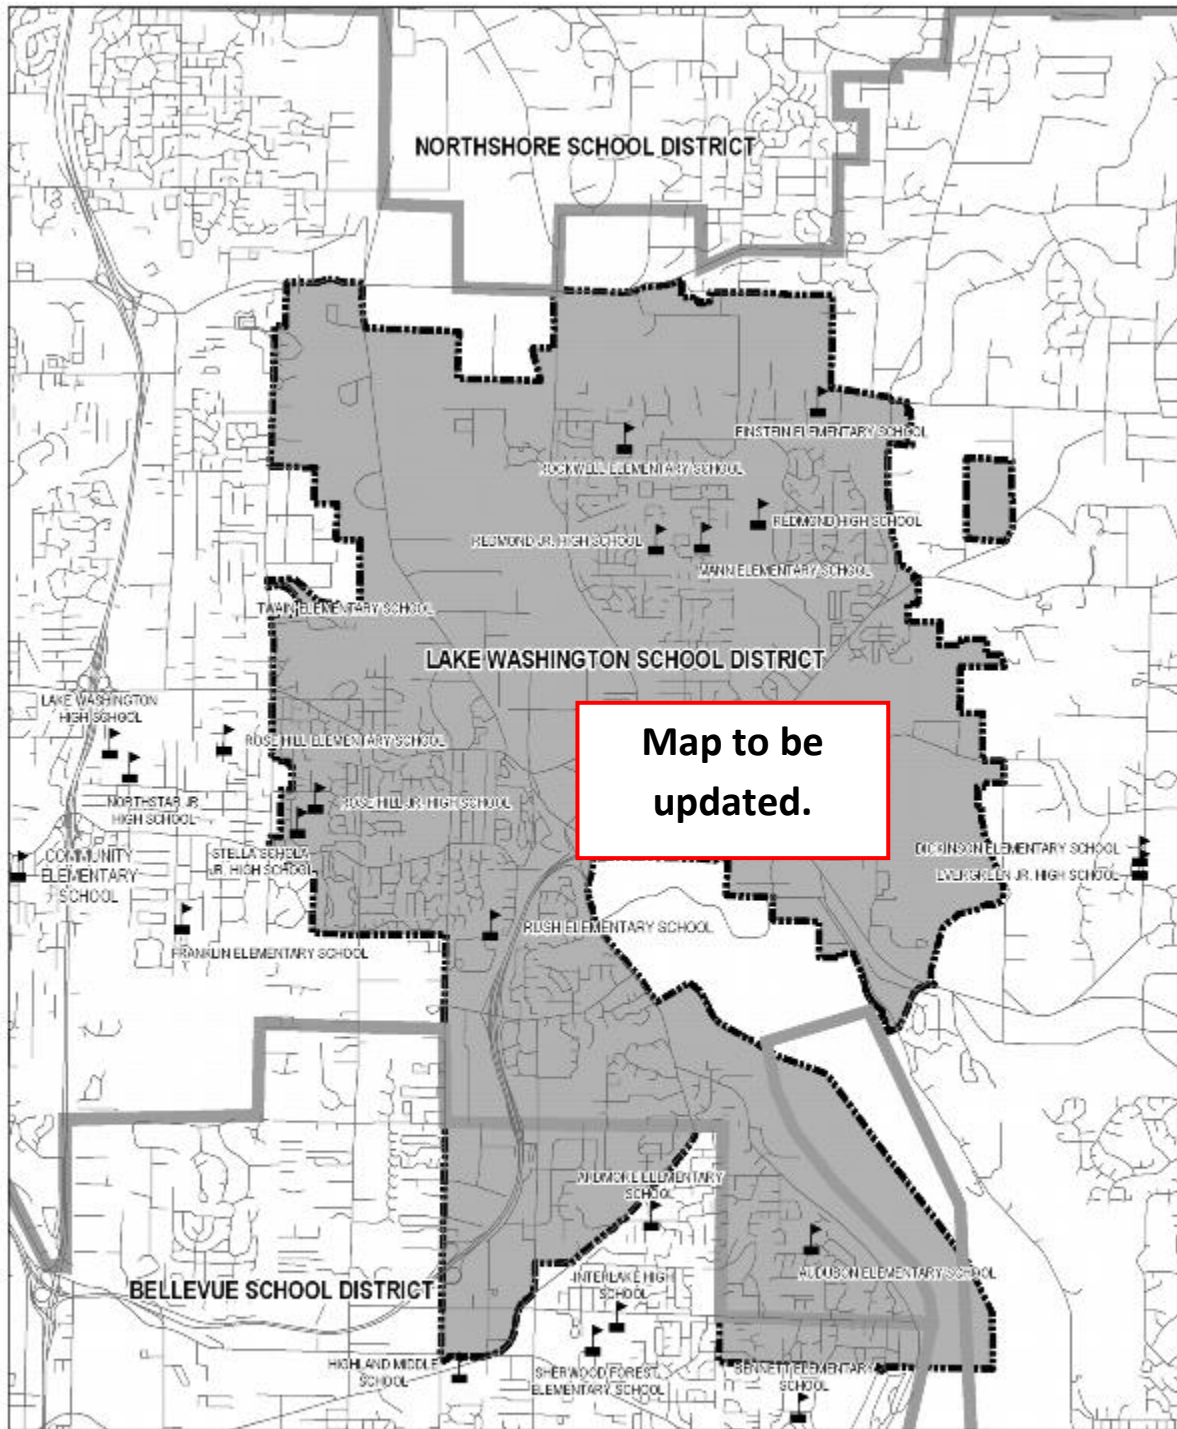 NORTHSHORE SCHOOL DISTRICT
EINSTEIN ELEMENTARY SCHOOL
ROCKWELL ELEMENTARY SCHOOL
REDMOND HIGH SCHOOL
REDMOND JR. HIGH SCHOOL
MANN ELEMENTARY SCHOOL
TWAIN ELEMENTARY SCHOOL
LAKE WASHINGTON SCHOOL DISTRICT
LAKE WASHINGTON
HIGH SCHOOL
ROSE HILL ELEMENTARY SCHOOL
Map to be
updated.
NORTHSTAR JR
HIGH SCHOOL
ROSE HILL JR. HIGH SCHOOL
STELLA SCHOLA
JR. HIGH SCHOOL
COMMUNITY
ELEMENTARY
SCHOOL
DICKINSON ELEMENTARY SCHOOL
EVERGREEN JR. HIGH SCHOOL
RUSH ELEMENTARY SCHOOL
FRANKLIN ELEMENTARY SCHOOL
ARDMORE ELEMENTARY
SCHOOL
AUDUBON ELEMENTARY SCHOOL
BELLEVUE SCHOOL DISTRICT
INTERLAKE HIGH
SCHOOL
HIGHLAND MIDDLE
SCHOOL
SHERWOOD FOREST
ELEMENTARY SCHOOL
BENNETT ELEMENTARY
SCHOOL